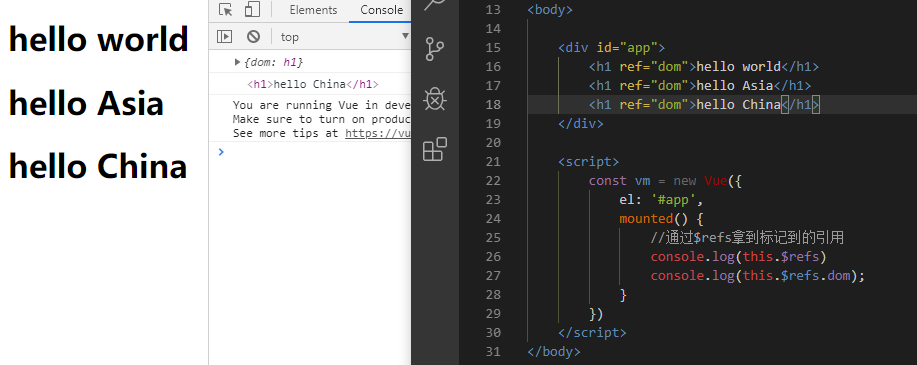 hello world
hello Asia
hello China
Elements
Console
top
{dom: h1}
<h1>hello China</h1>
You are running Vue in deve
Make sure to turn on produc
See more tips at https://vu
13 <body>
14
15 <div id="app">
16 <h1 ref="dom">hello world</h1>
17 <h1 ref="dom">hello Asia</h1>
18 <h1 ref="dom">hello China</h1>
19 </div>
20
21 <script>
22 const vm = new Vue({
23 el: '#app',
24 mounted() {
25 //通过$refs拿到标记到的引用
26 console.log(this.$refs)
27 console.log(this.$refs.dom);
28 }
29 })
30 </script>
31 </body>